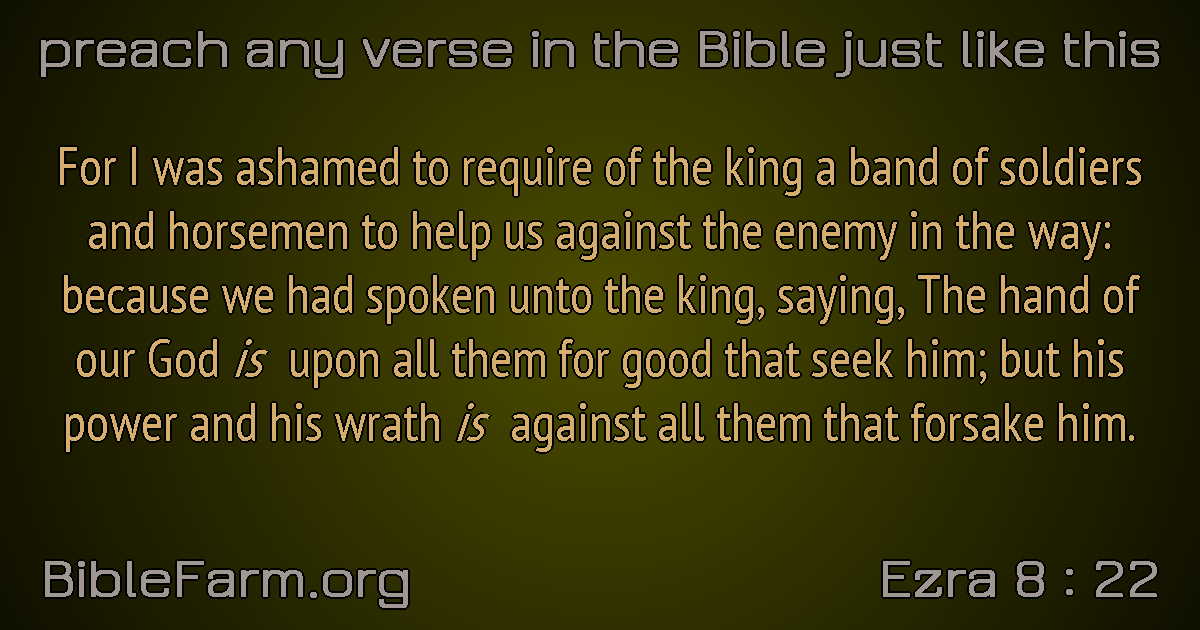 preach any verse in the Bible just like this
For I was ashamed to require of the king a band of soldiers
and horsemen to help us against the enemy in the way:
because we had spoken unto the king, saying, The hand of
our God is upon all them for good that seek him; but his
power and his wrath is against all them that forsake him.
BibleFarm.org
Ezra 8 : 22